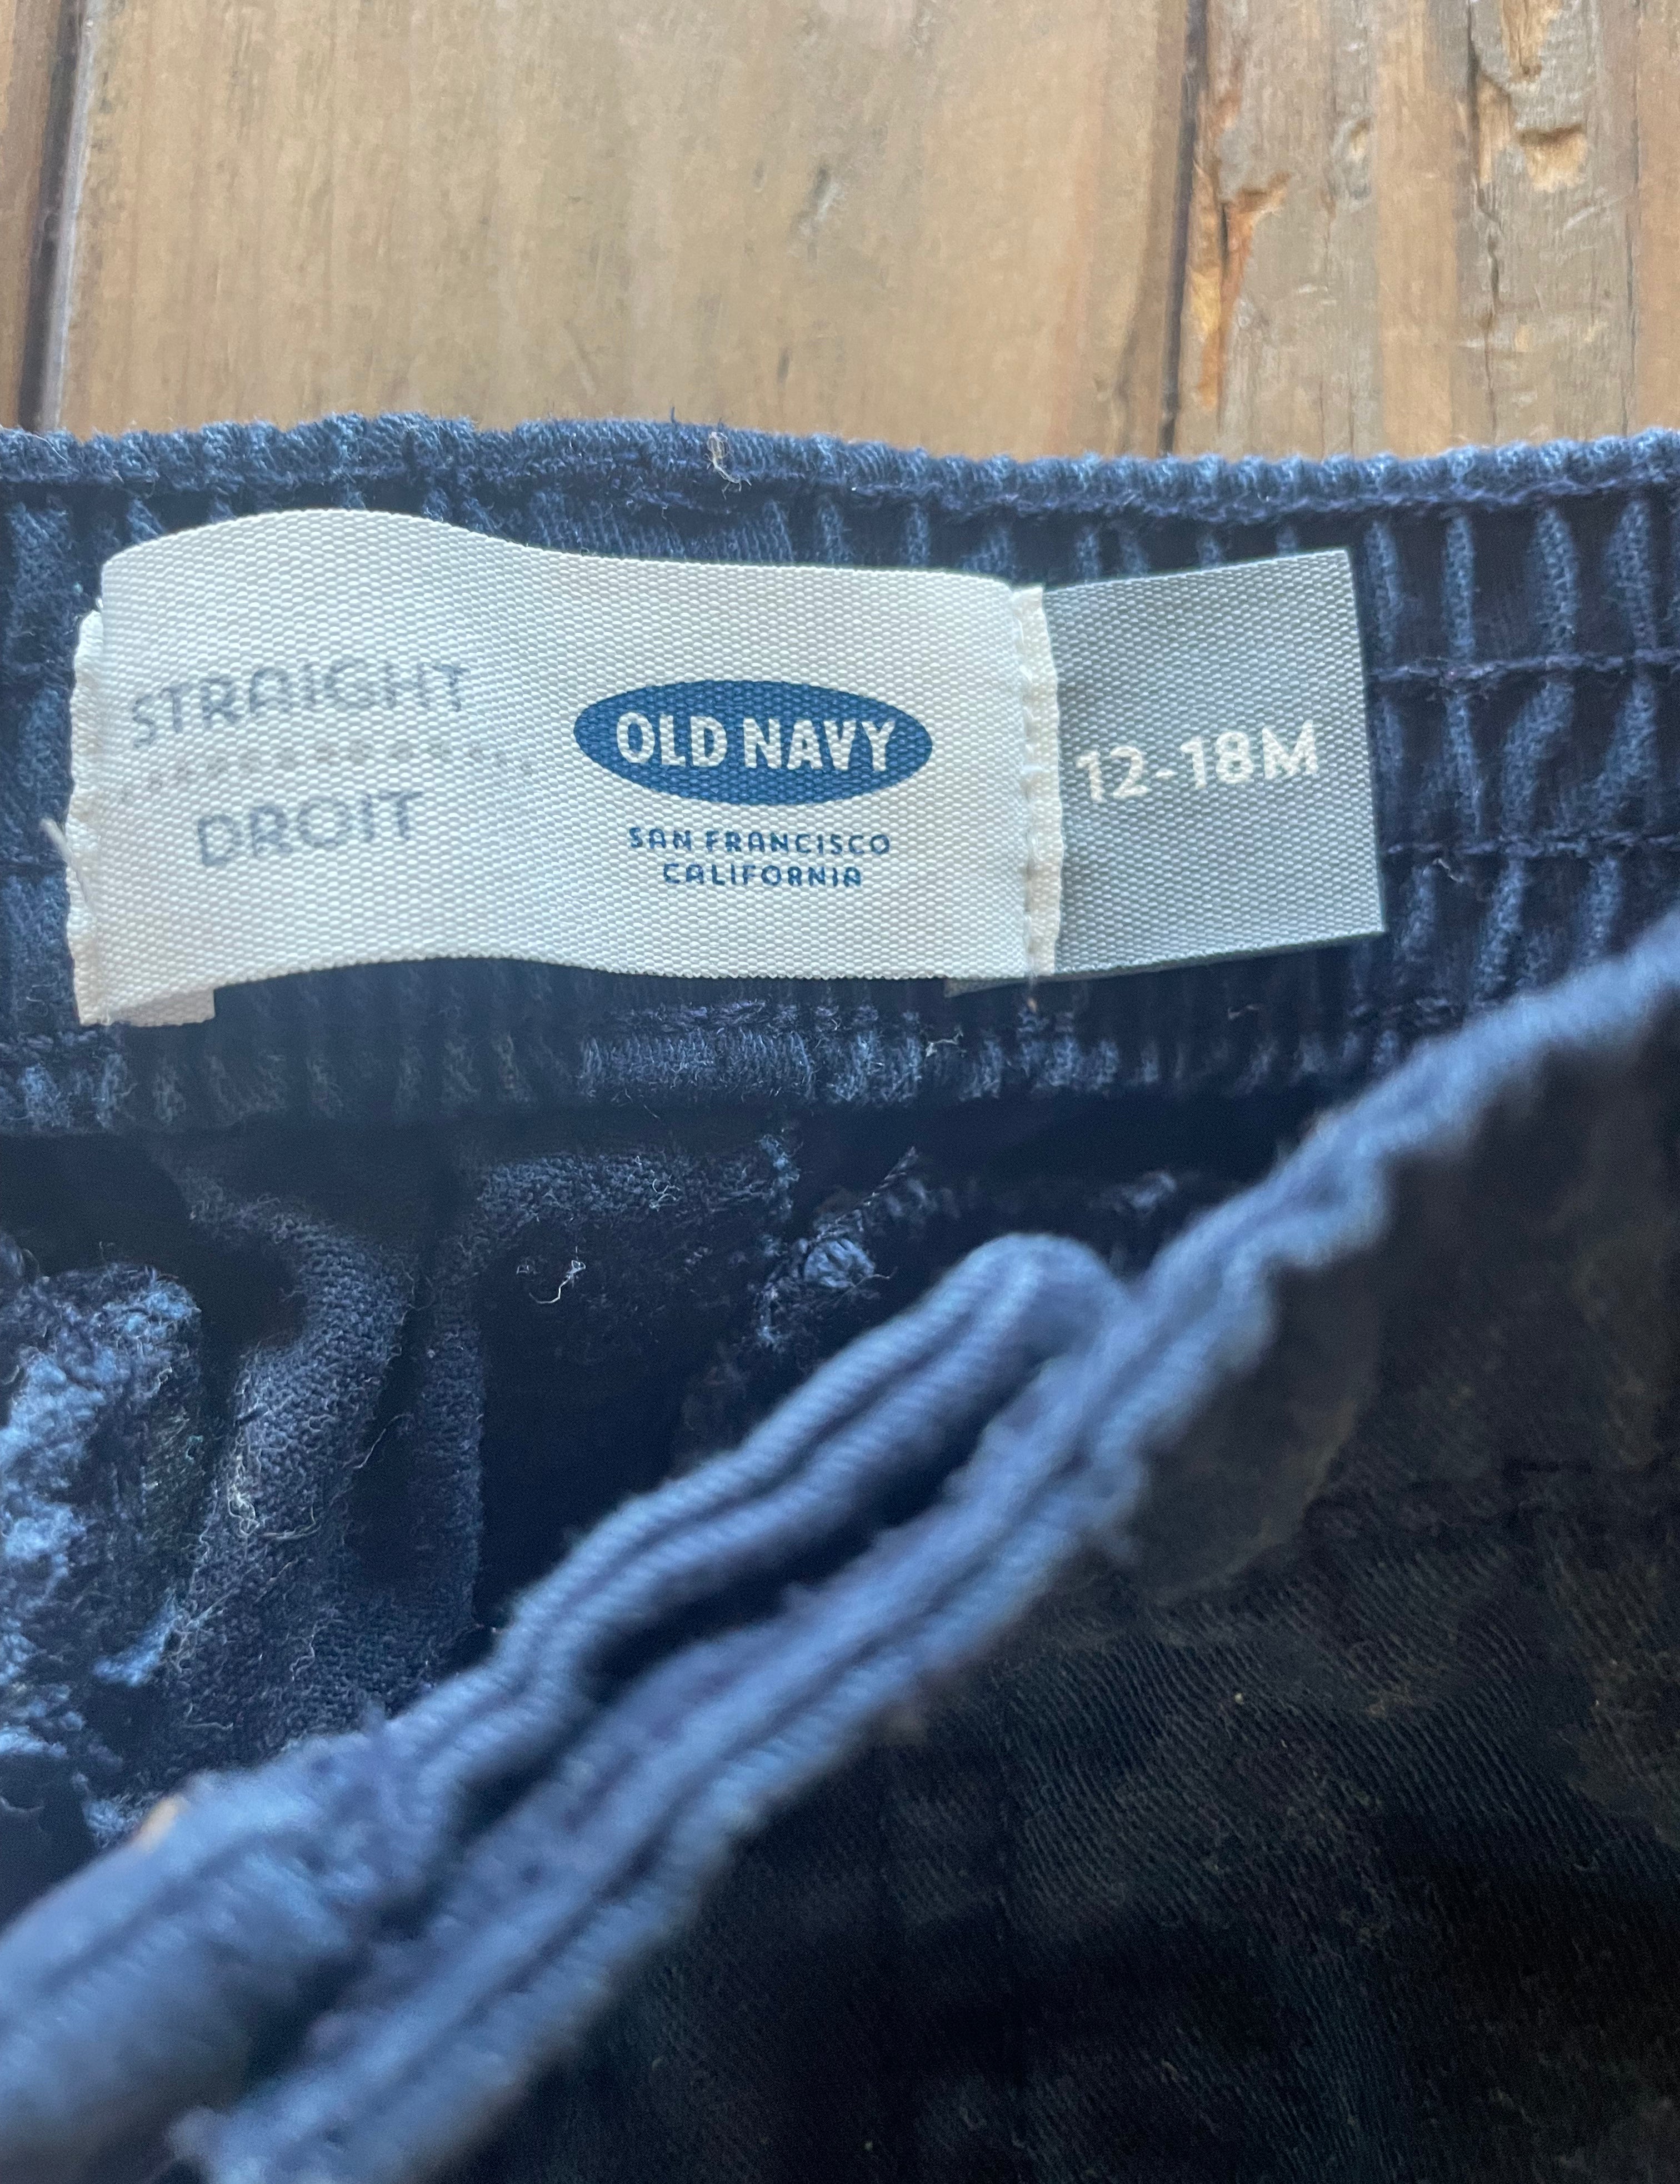 STRAIGHT
DROIT
OLD NAVY
SAN FRANCISCO
CALIFORNIA
12-18M